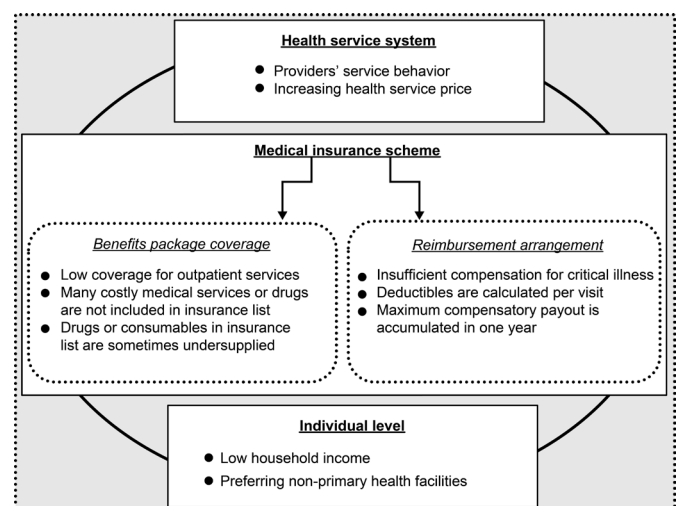 Health service system
● Providers’ service behavior
● Increasing health service price
Medical insurance scheme
Benefits package coverage
● Low coverage for outpatient services
● Many costly medical services or drugs
are not included in insurance list
● Drugs or consumables in insurance
list are sometimes undersupplied
Reimbursement arrangement
● Insufficient compensation for critical illness
● Deductibles are calculated per visit
● Maximum compensatory payout is
accumulated in one year
Individual level
● Low household income
● Preferring non-primary health facilities